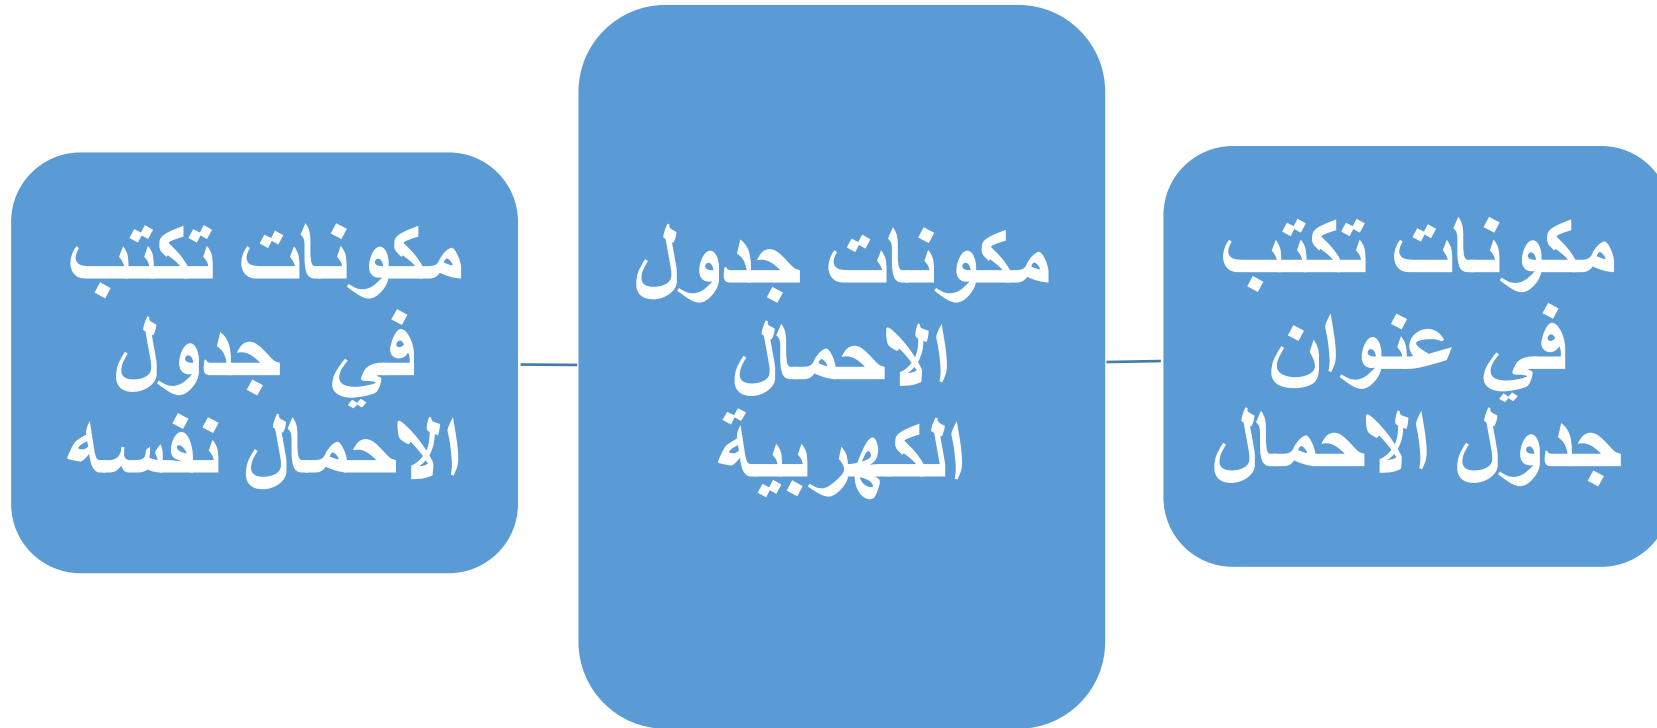 مكونات تكتب
في عنوان
جدول الاحمال
مكونات جدول
الاحمال
الكهربية
مكونات تكتب
في جدول
الاحمال نفسه